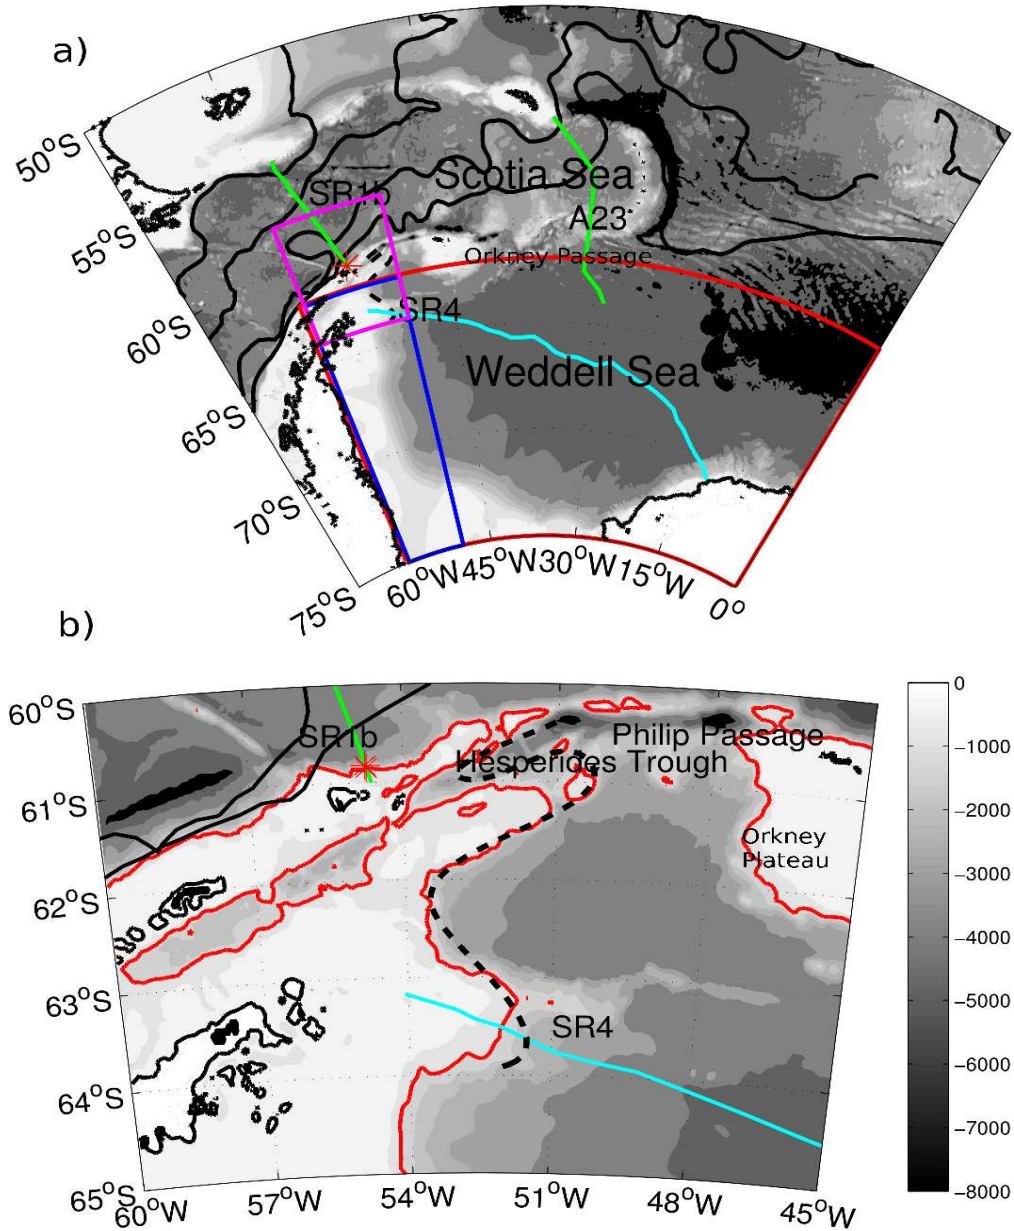 a)
50°S
55°S
60°S
65°S
70°S
75°S
Scotia Sea
SR1b
A23
Orkney Passage
SR4
Weddell Sea
60°W 45°W 30°W 15°W 0°
b)
60°S
61°S
62°S
63°S
64°S
65°S
SR1b
Philip Passage
Hesperides Trough
Orkney
Plateau
SR4
60°W 57°W 54°W 51°W 48°W 45°W
0
−1000
−2000
−3000
−4000
−5000
−6000
−7000
−8000